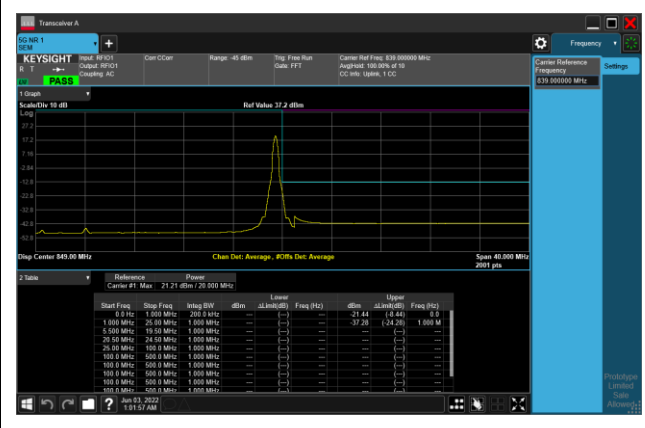 Transceiver A
5G NR 1
SEM
Frequency
KEYSIGHT
R T
PASS
Input: RFIO1
Output: RFIO1
Coupling: AC
Corr CCorr
Range: -45 dBm
Trig: Free Run
Gate: FFT
Carrier Ref Freq: 839.000000 MHz
Avg|Hold: 100.00% of 10
CC Info: Uplink, 1 CC
Carrier Reference
Frequency
839.000000 MHz
Settings
1 Graph
Scale/Div 10 dB
Ref Value 37.2 dBm
Log
27.2
17.2
7.16
-2.84
-12.8
-22.8
-32.8
-42.8
-52.8
Disp Center 849.00 MHz
Chan Det: Average , #Offs Det: Average
Span 40.000 MHz
2001 pts
2 Table
Reference Power
Carrier #1 Max 21.21 dBm / 20.000 MHz
Lower Upper
Start Freq Stop Freq Integ BW dBm ΔLimit(dB) Freq (Hz) dBm ΔLimit(dB) Freq (Hz)
0.0 Hz 1.000 MHz 200.0 kHz --- (---) --- -21.44 (-8.44) 0.0
1.000 MHz 25.00 MHz 1.000 MHz --- (---) --- -37.28 (-24.28) 1.000 M
5.500 MHz 19.50 MHz 1.000 MHz --- (---) --- --- (---) ---
20.50 MHz 24.50 MHz 1.000 MHz --- (---) --- --- (---) ---
25.00 MHz 100.0 MHz 1.000 MHz --- (---) --- --- (---) ---
100.0 MHz 500.0 MHz 1.000 MHz --- (---) --- --- (---) ---
100.0 MHz 500.0 MHz 1.000 MHz --- (---) --- --- (---) ---
100.0 MHz 500.0 MHz 1.000 MHz --- (---) --- --- (---) ---
100.0 MHz 500.0 MHz 1.000 MHz --- (---) --- --- (---) ---
100.0 MHz 500.0 MHz 1.000 MHz --- (---) --- --- (---) ---
Jun 03, 2022
1:01:57 AM
Prototype
Limited
Sale
Allowed